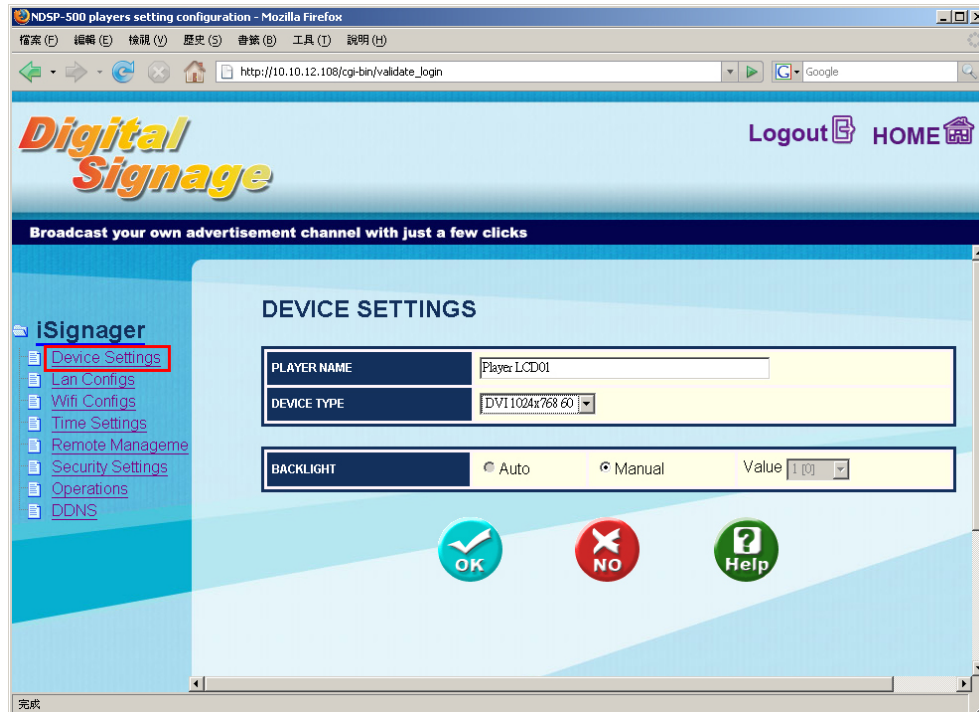 NDSP-500 players setting configuration - Mozilla Firefox
檔案(F) 編輯(E) 檢視(V) 歷史(S) 書籤(B) 工具(T) 說明(H)
http://10.10.12.108/cgi-bin/validate_login
Google
Digital
Signage
Logout HOME
Broadcast your own advertisement channel with just a few clicks
iSignager
Device Settings
Lan Configs
Wifi Configs
Time Settings
Remote Manageme
Security Settings
Operations
DDNS
DEVICE SETTINGS
PLAYER NAME Player LCD01
DEVICE TYPE DVI 1024x768 60
BACKLIGHT Auto Manual Value 1 [0]
OK NO Help
完成